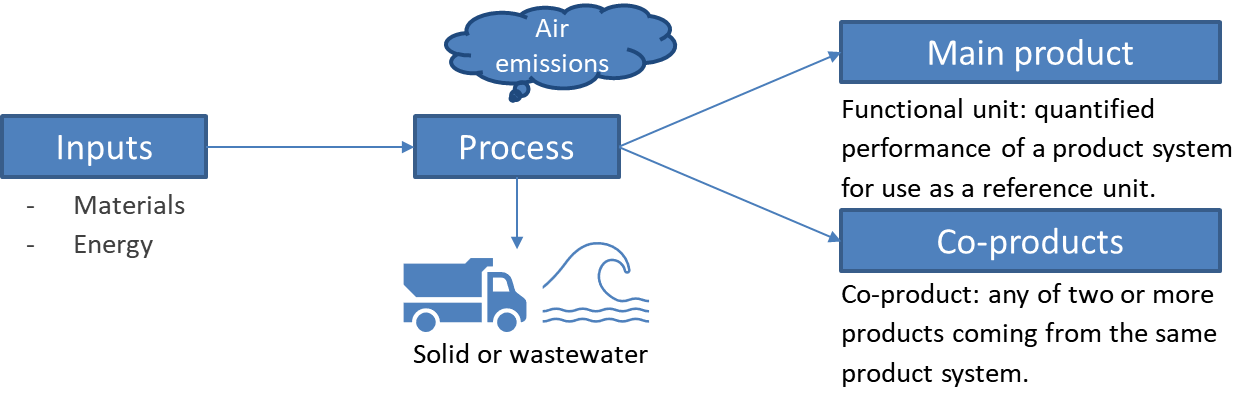 Air
emissions
Main product
Functional unit: quantified
performance of a product system
for use as a reference unit.
Inputs
- Materials
- Energy
Process
Solid or wastewater
Co-products
Co-product: any of two or more
products coming from the same
product system.